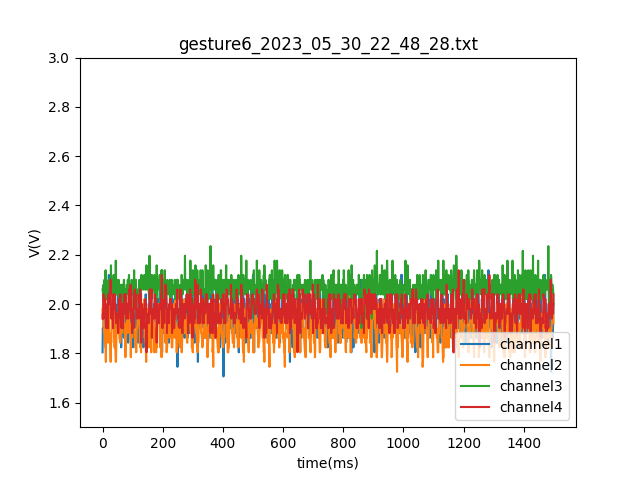 gesture6_2023_05_30_22_48_28.txt
3.0
2.8
2.6
2.4
2.2
2.0
1.8
1.6
V(V)
channel1
channel2
channel3
channel4
0 200 400 600 800 1000 1200 1400
time(ms)